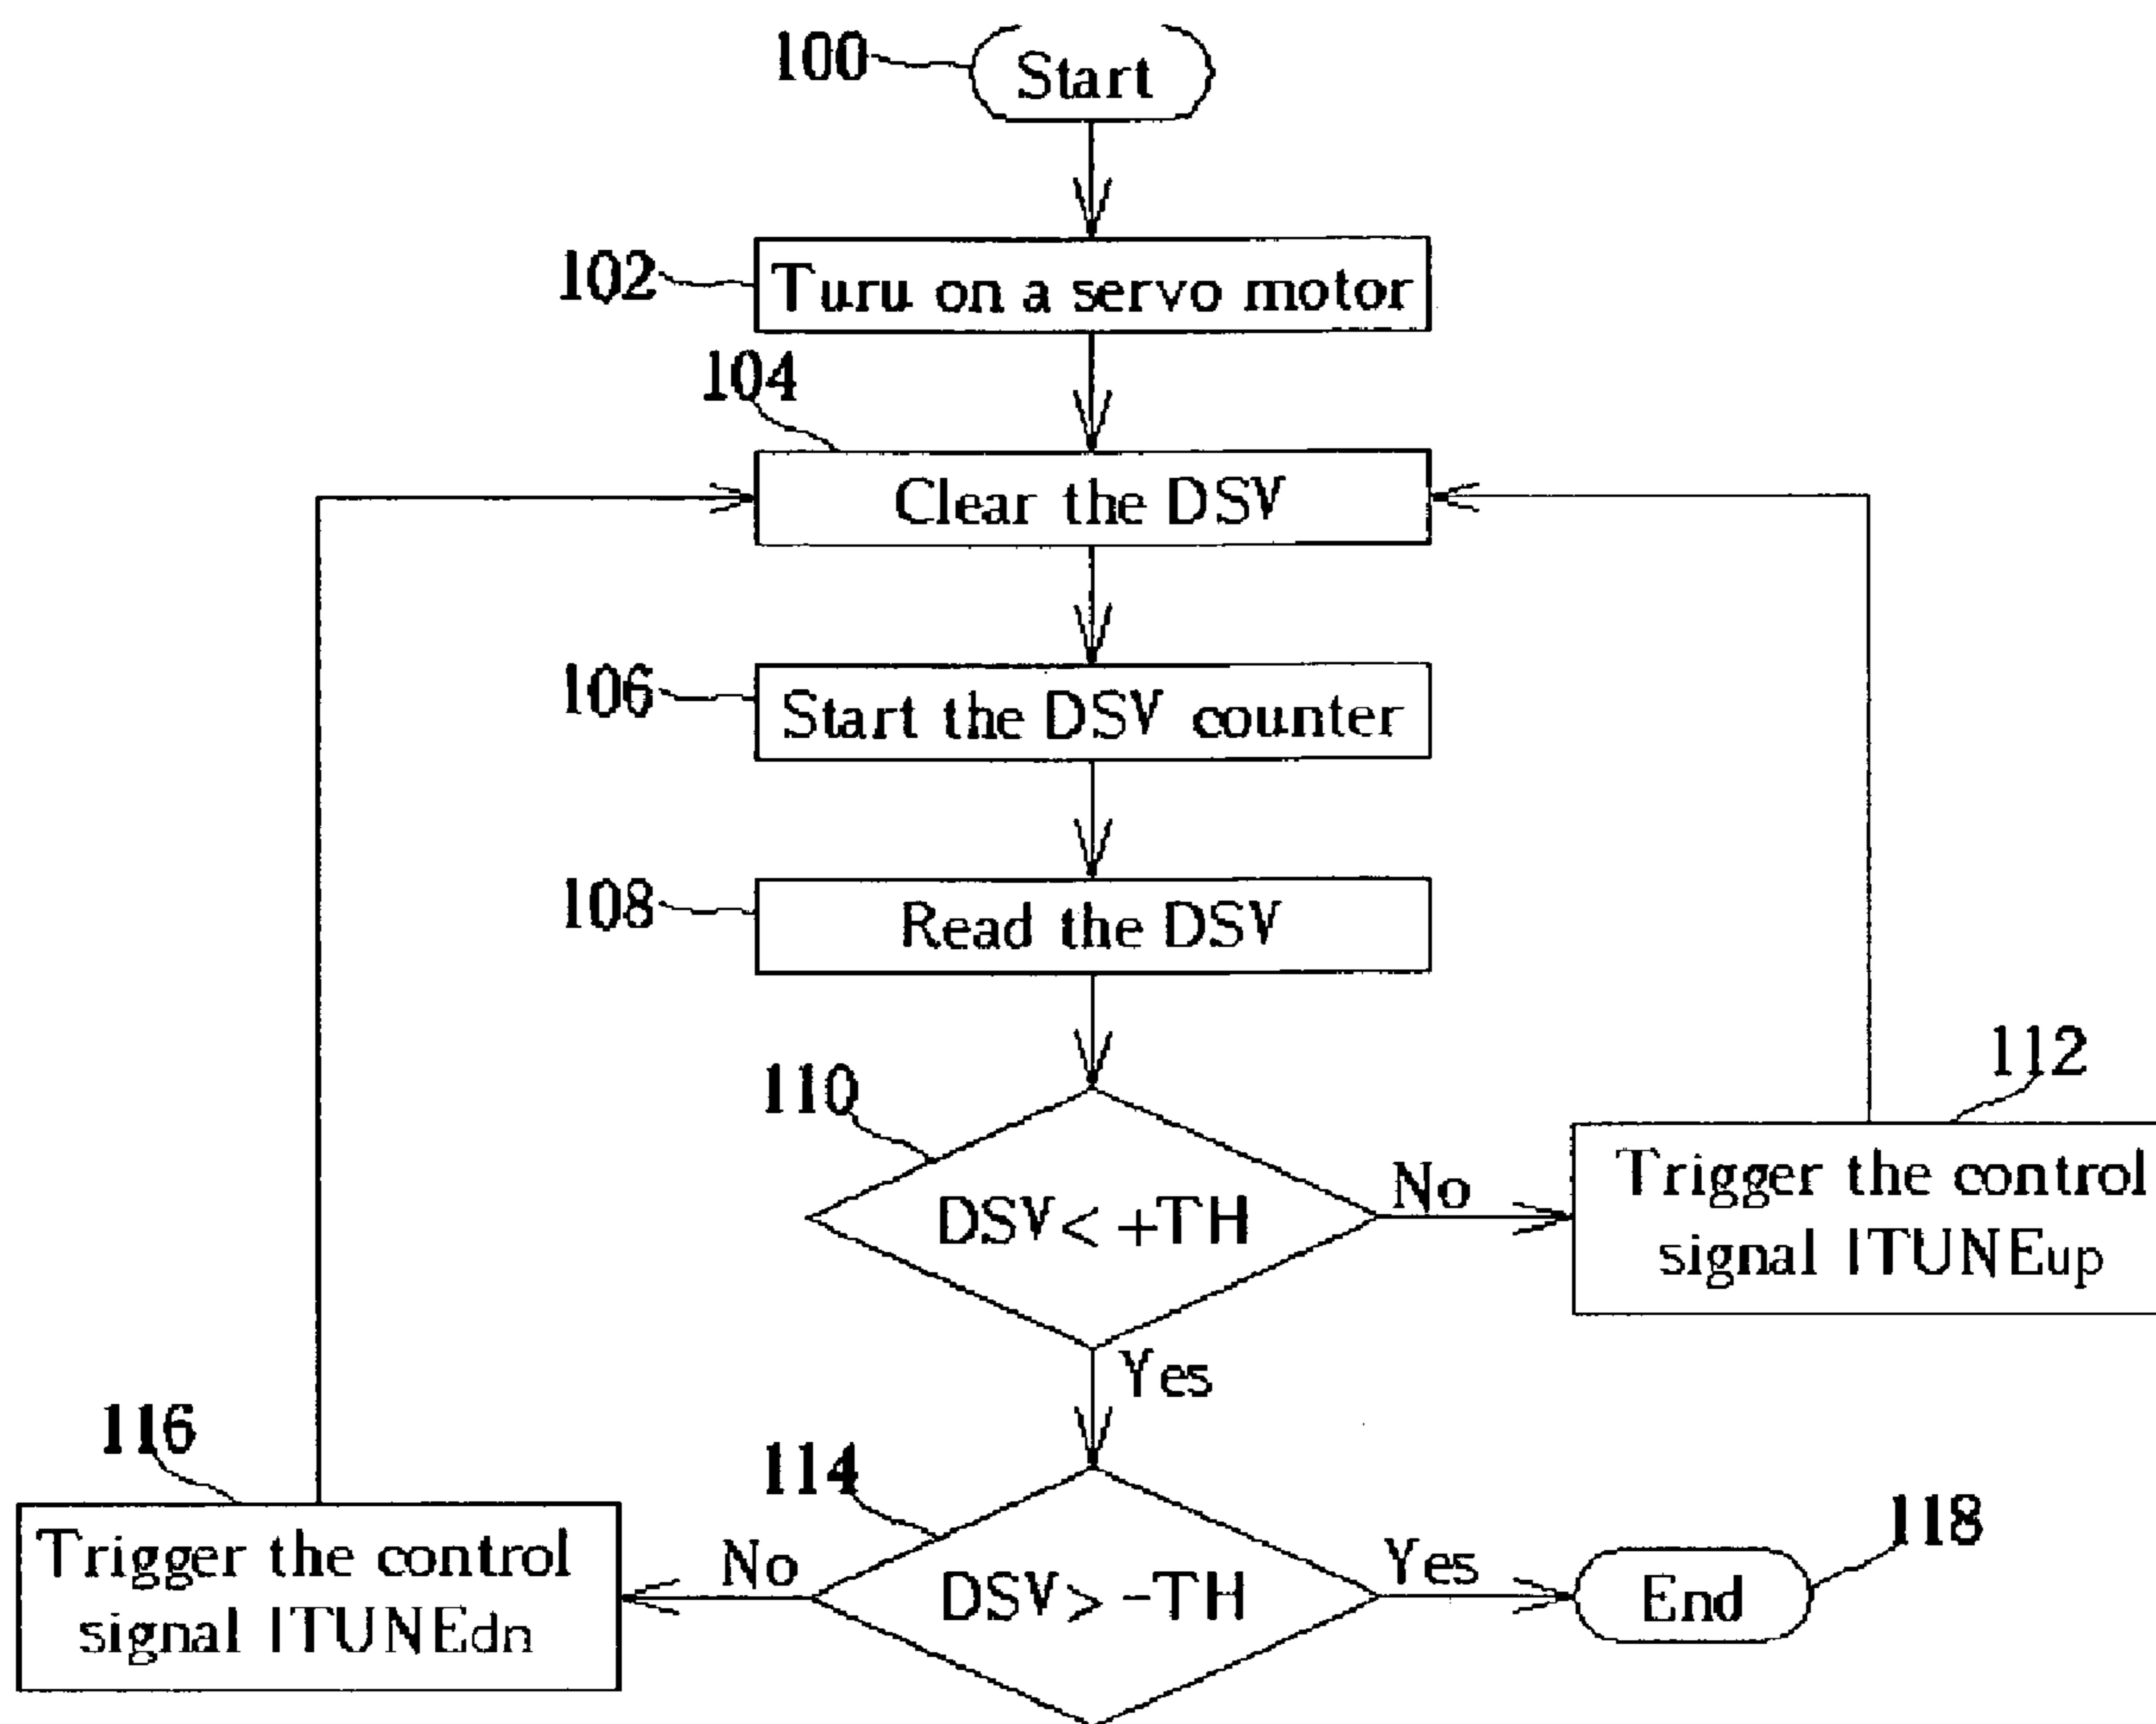 100
Start
102
Turu on a servo motor
104
Clear the DSV
106
Start the DSV counter
108
Read the DSV
110
DSV< +TH
No
112
Trigger the control
signal ITUNEup
Yes
116
Trigger the control
signal ITUNEdn
No
114
DSV> -TH
Yes
End
118